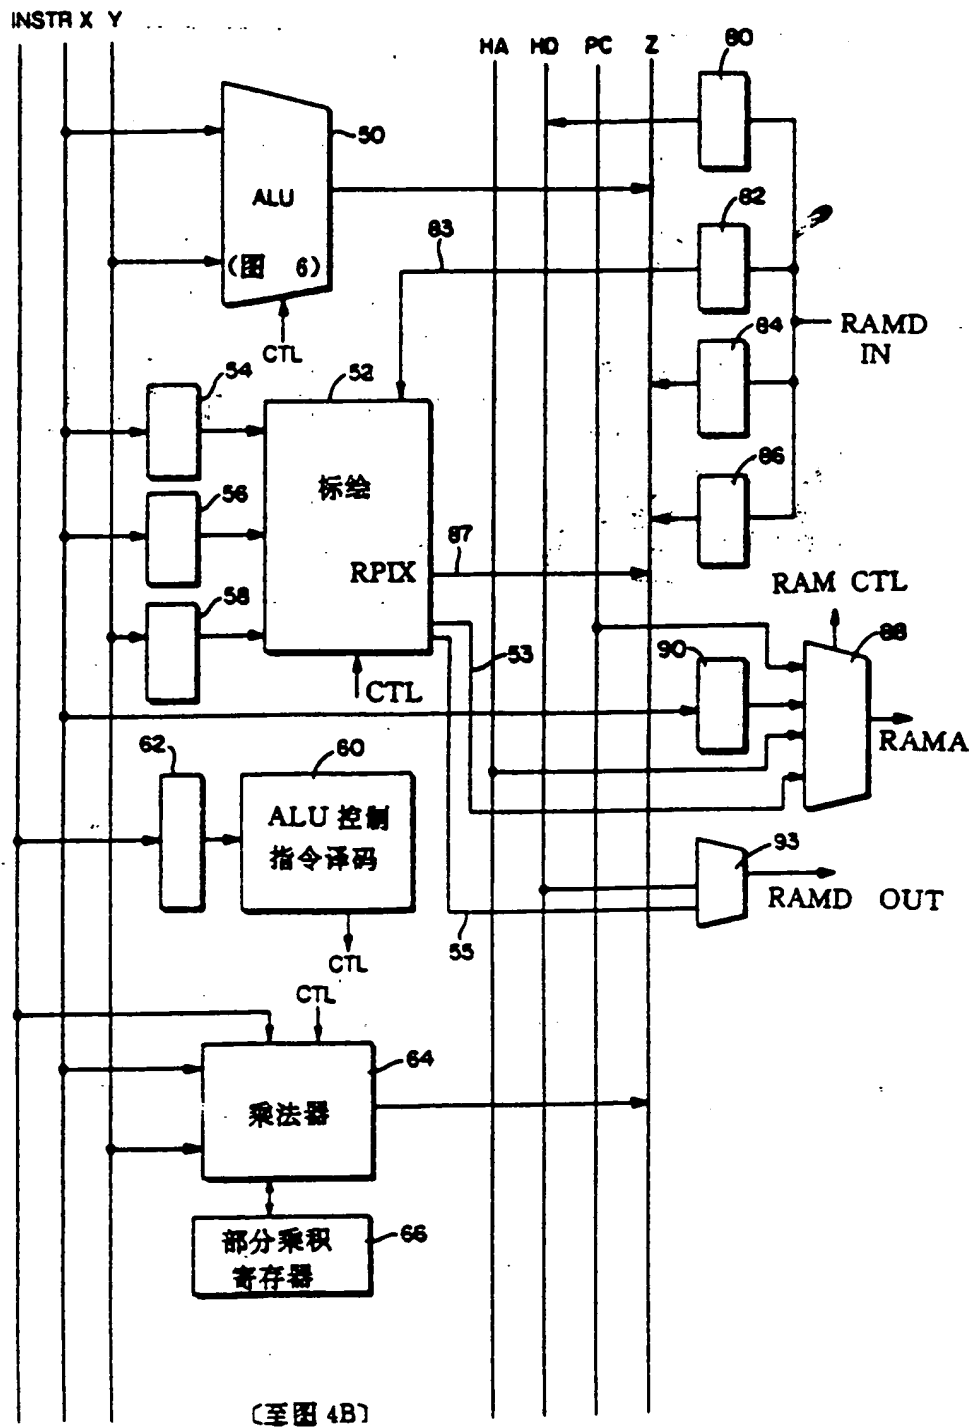 INSTR X Y
HA HD PC Z
80
50
ALU
(图 6)
CTL
83
82
RAMD
IN
84
54
52
标绘
56
86
87
RPIX
58
53
CTL
RAM CTL
88
90
RAMA
62
60
ALU 控制
指令译码
93
RAMD OUT
55
CTL
CTL
64
乘法器
66
部分乘积
寄存器
〔至图 4B〕